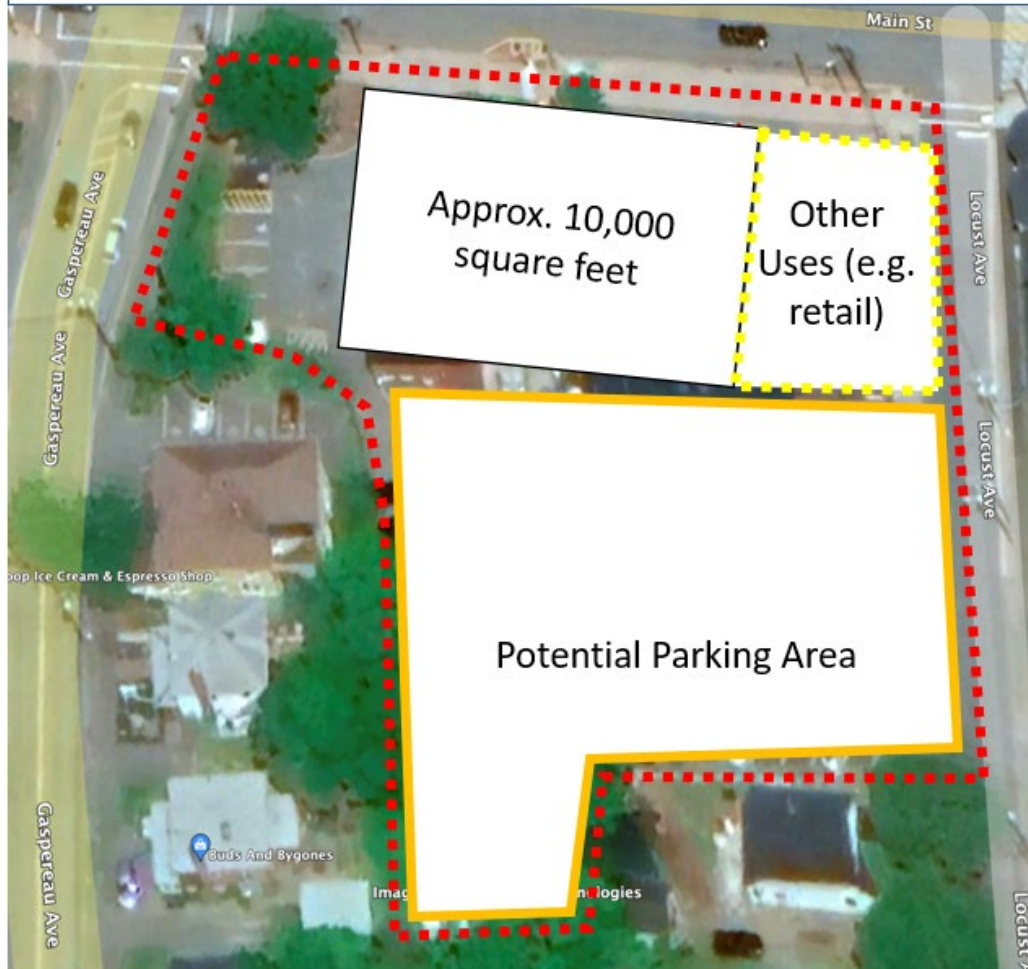 Main St
Approx. 10,000
square feet
Other
Uses (e.g.
retail)
Gaspereau Ave
Locust Ave
Gaspereau Ave
Locust Ave
oop Ice Cream & Espresso Shop
Potential Parking Area
Gaspereau Ave
Buds And Bygones
Imag
nologies
Locust A